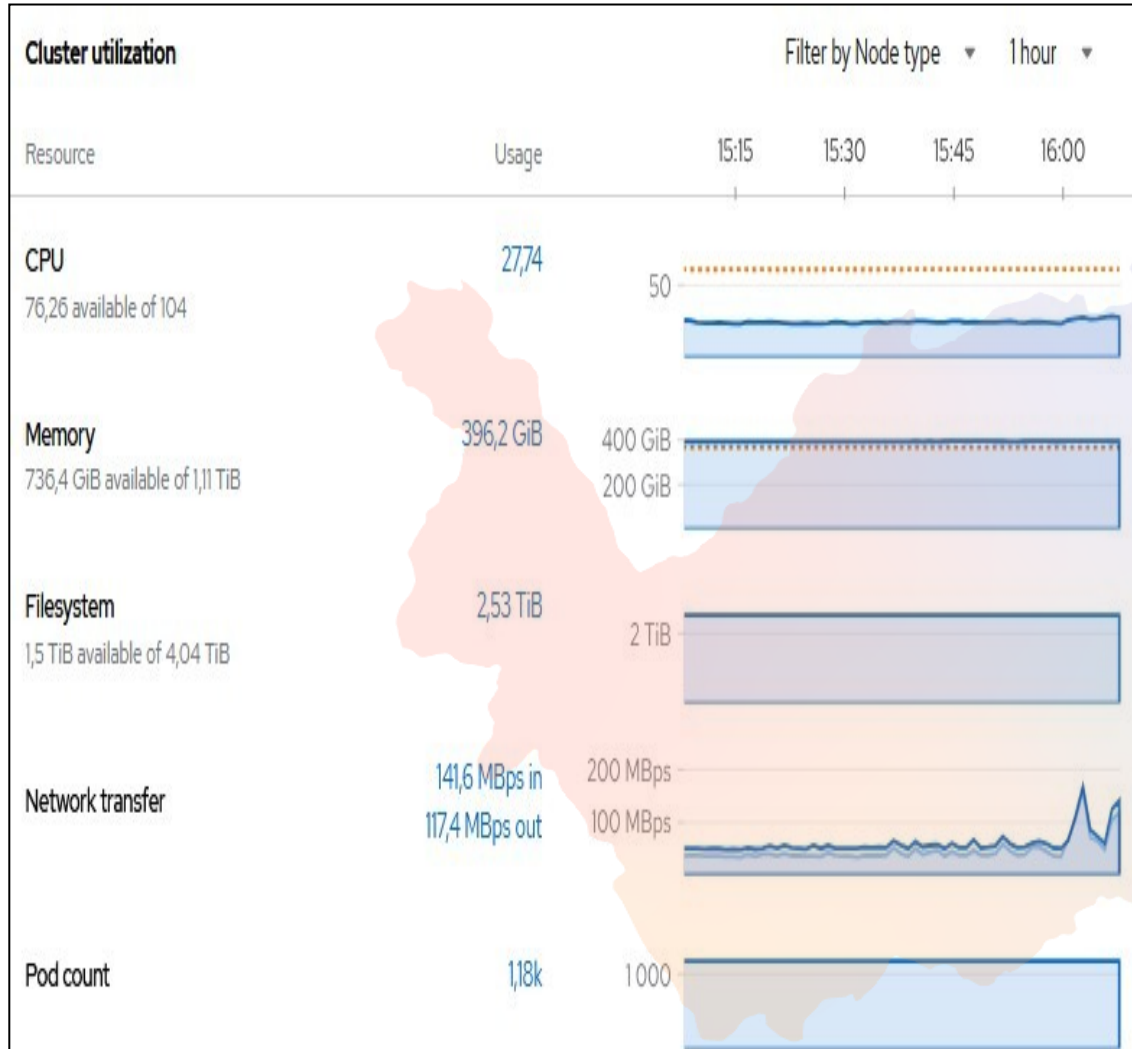 Cluster utilization
Filter by Node type 1 hour
Resource Usage 15:15 15:30 15:45 16:00
CPU 27,74
76,26 available of 104
50
Memory 396,2 GiB
736,4 GiB available of 1,11 TiB
400 GiB
200 GiB
Filesystem 2,53 TiB
1,5 TiB available of 4,04 TiB
2 TiB
Network transfer
141,6 MBps in
117,4 MBps out
200 MBps
100 MBps
Pod count 1,18k
1 000